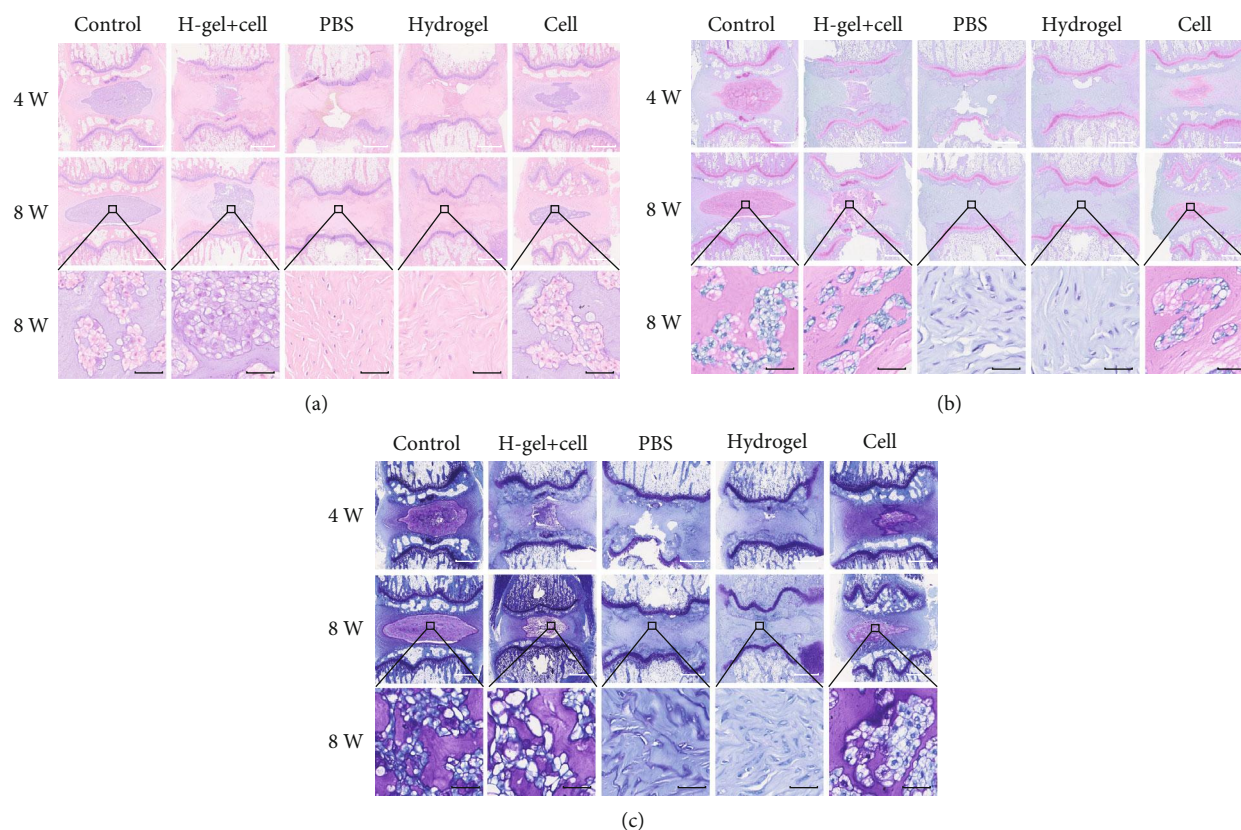 Control H-gel+cell PBS Hydrogel Cell
4 W
8 W
8 W
(a)
Control H-gel+cell PBS Hydrogel Cell
4 W
8 W
8 W
(b)
Control H-gel+cell PBS Hydrogel Cell
4 W
8 W
8 W
(c)